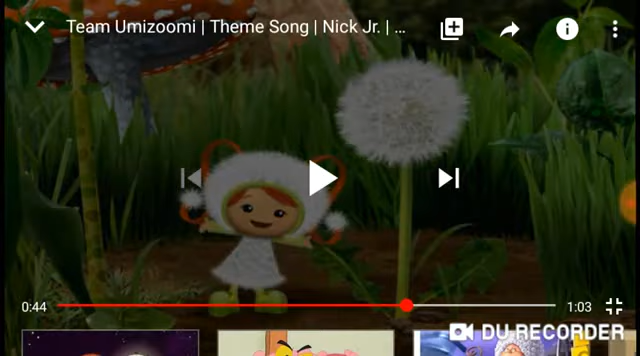 Team Umizoomi | Theme Song | Nick Jr. | ...
0:44
1:03
DU RECORDER